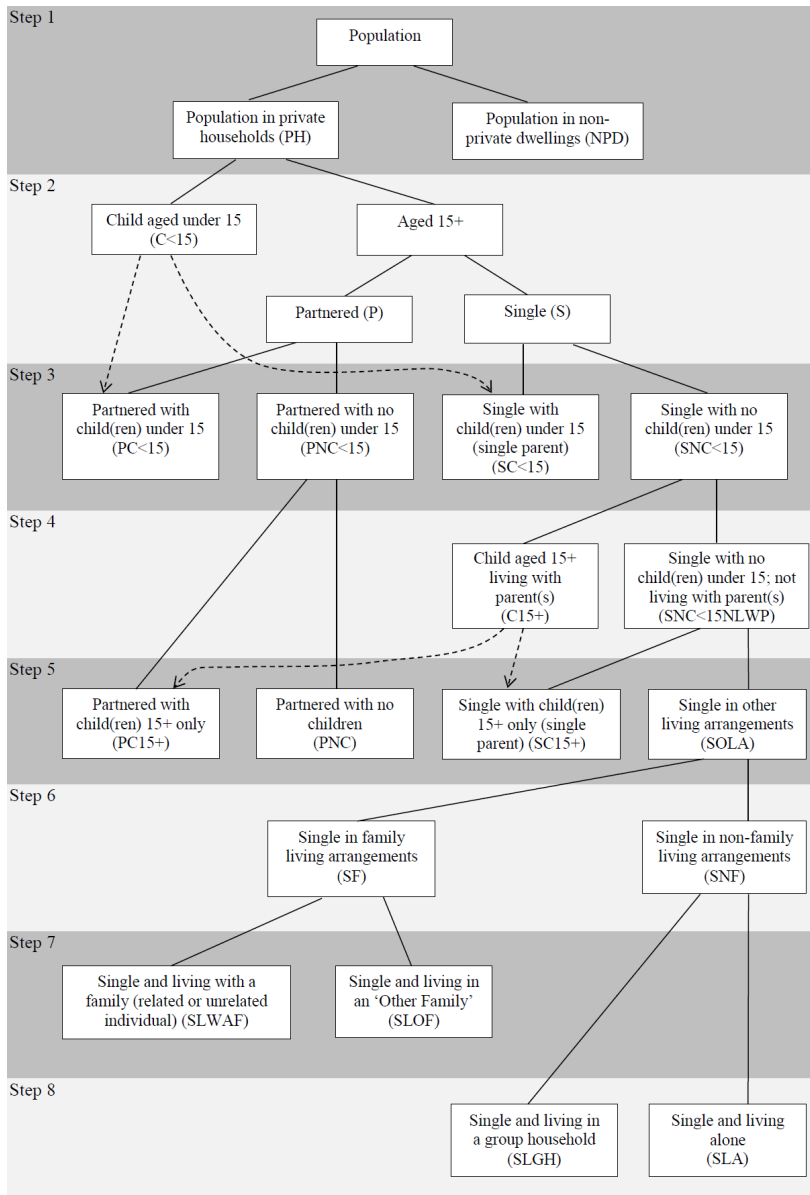 Step 1
Population
Population in private
households (PH)
Population in non-
private dwellings (NPD)
Step 2
Child aged under 15
(C<15)
Aged 15+
Partnered (P)
Single (S)
Step 3
Partnered with
child(ren) under 15
(PC<15)
Partnered with no
child(ren) under 15
(PNC<15)
Single with
child(ren) under 15
(single parent)
(SC<15)
Single with no
child(ren) under 15
(SNC<15)
Step 4
Child aged 15+
living with
parent(s)
(C15+)
Single with no
child(ren) under 15; not
living with parent(s)
(SNC<15NLWP)
Step 5
Partnered with
child(ren) 15+ only
(PC15+)
Partnered with no
children
(PNC)
Single with child(ren)
15+ only (single
parent) (SC15+)
Single in other
living arrangements
(SOLA)
Step 6
Single in family
living arrangements
(SF)
Single in non-family
living arrangements
(SNF)
Step 7
Single and living with a
family (related or unrelated
individual) (SLWAF)
Single and living in
an ‘Other Family’
(SLOF)
Step 8
Single and living in
a group household
(SLGH)
Single and living
alone
(SLA)